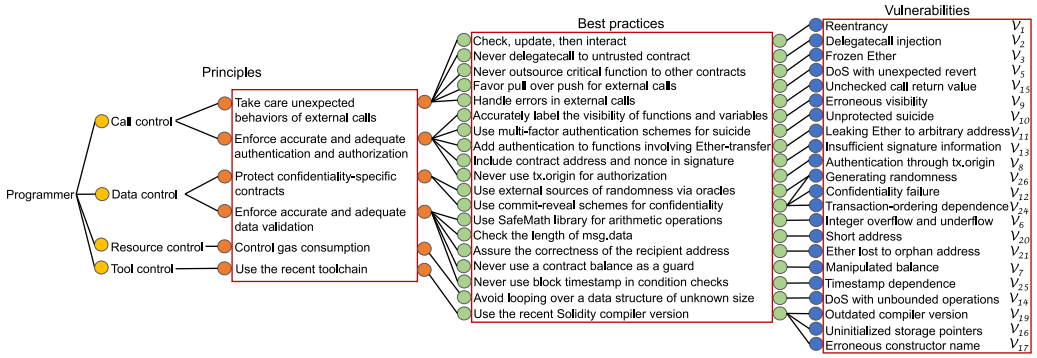 Vulnerabilities
Best practices
Principles
Programmer
Call control
Data control
Resource control
Tool control
Take care unexpected
behaviors of external calls
Enforce accurate and adequate
authentication and authorization
Protect confidentiality-specific
contracts
Enforce accurate and adequate
data validation
Control gas consumption
Use the recent toolchain
Check, update, then interact
Never delegatecall to untrusted contract
Never outsource critical function to other contracts
Favor pull over push for external calls
Handle errors in external calls
Accurately label the visibility of functions and variables
Use multi-factor authentication schemes for suicide
Add authentication to functions involving Ether-transfer
Include contract address and nonce in signature
Never use tx.origin for authorization
Use external sources of randomness via oracles
Use commit-reveal schemes for confidentiality
Use SafeMath library for arithmetic operations
Check the length of msg.data
Assure the correctness of the recipient address
Never use a contract balance as a guard
Never use block timestamp in condition checks
Avoid looping over a data structure of unknown size
Use the recent Solidity compiler version
Reentrancy V1
Delegatecall injection V2
Frozen Ether V3
DoS with unexpected revert V5
Unchecked call return value V15
Erroneous visibility V9
Unprotected suicide V10
Leaking Ether to arbitrary address V11
Insufficient signature information V13
Authentication through tx.origin V8
Generating randomness V26
Confidentiality failure V12
Transaction-ordering dependence V24
Integer overflow and underflow V6
Short address V20
Ether lost to orphan address V21
Manipulated balance V7
Timestamp dependence V25
DoS with unbounded operations V14
Outdated compiler version V19
Uninitialized storage pointers V16
Erroneous constructor name V17